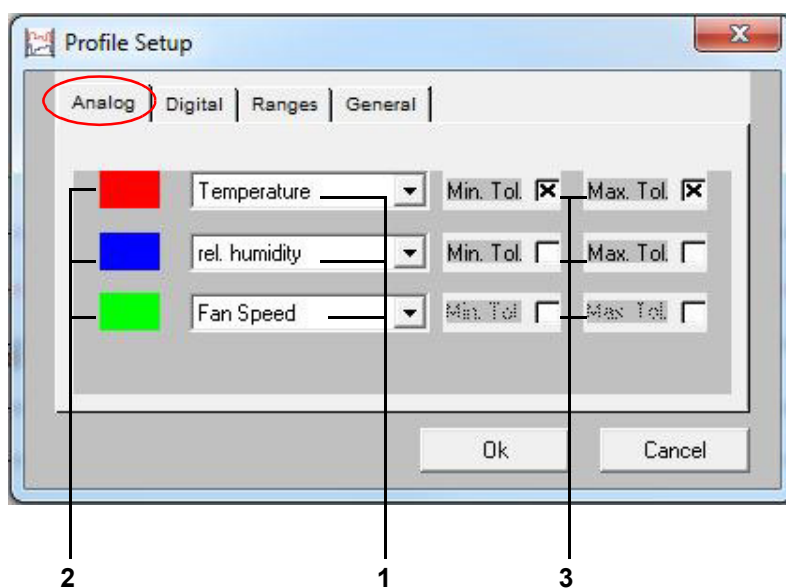 Profile Setup
Analog Digital Ranges General
Temperature Min. Tol. Max. Tol.
rel. humidity Min. Tol. Max. Tol.
Fan Speed Min. Tol. Max. Tol.
Ok Cancel
2 1 3